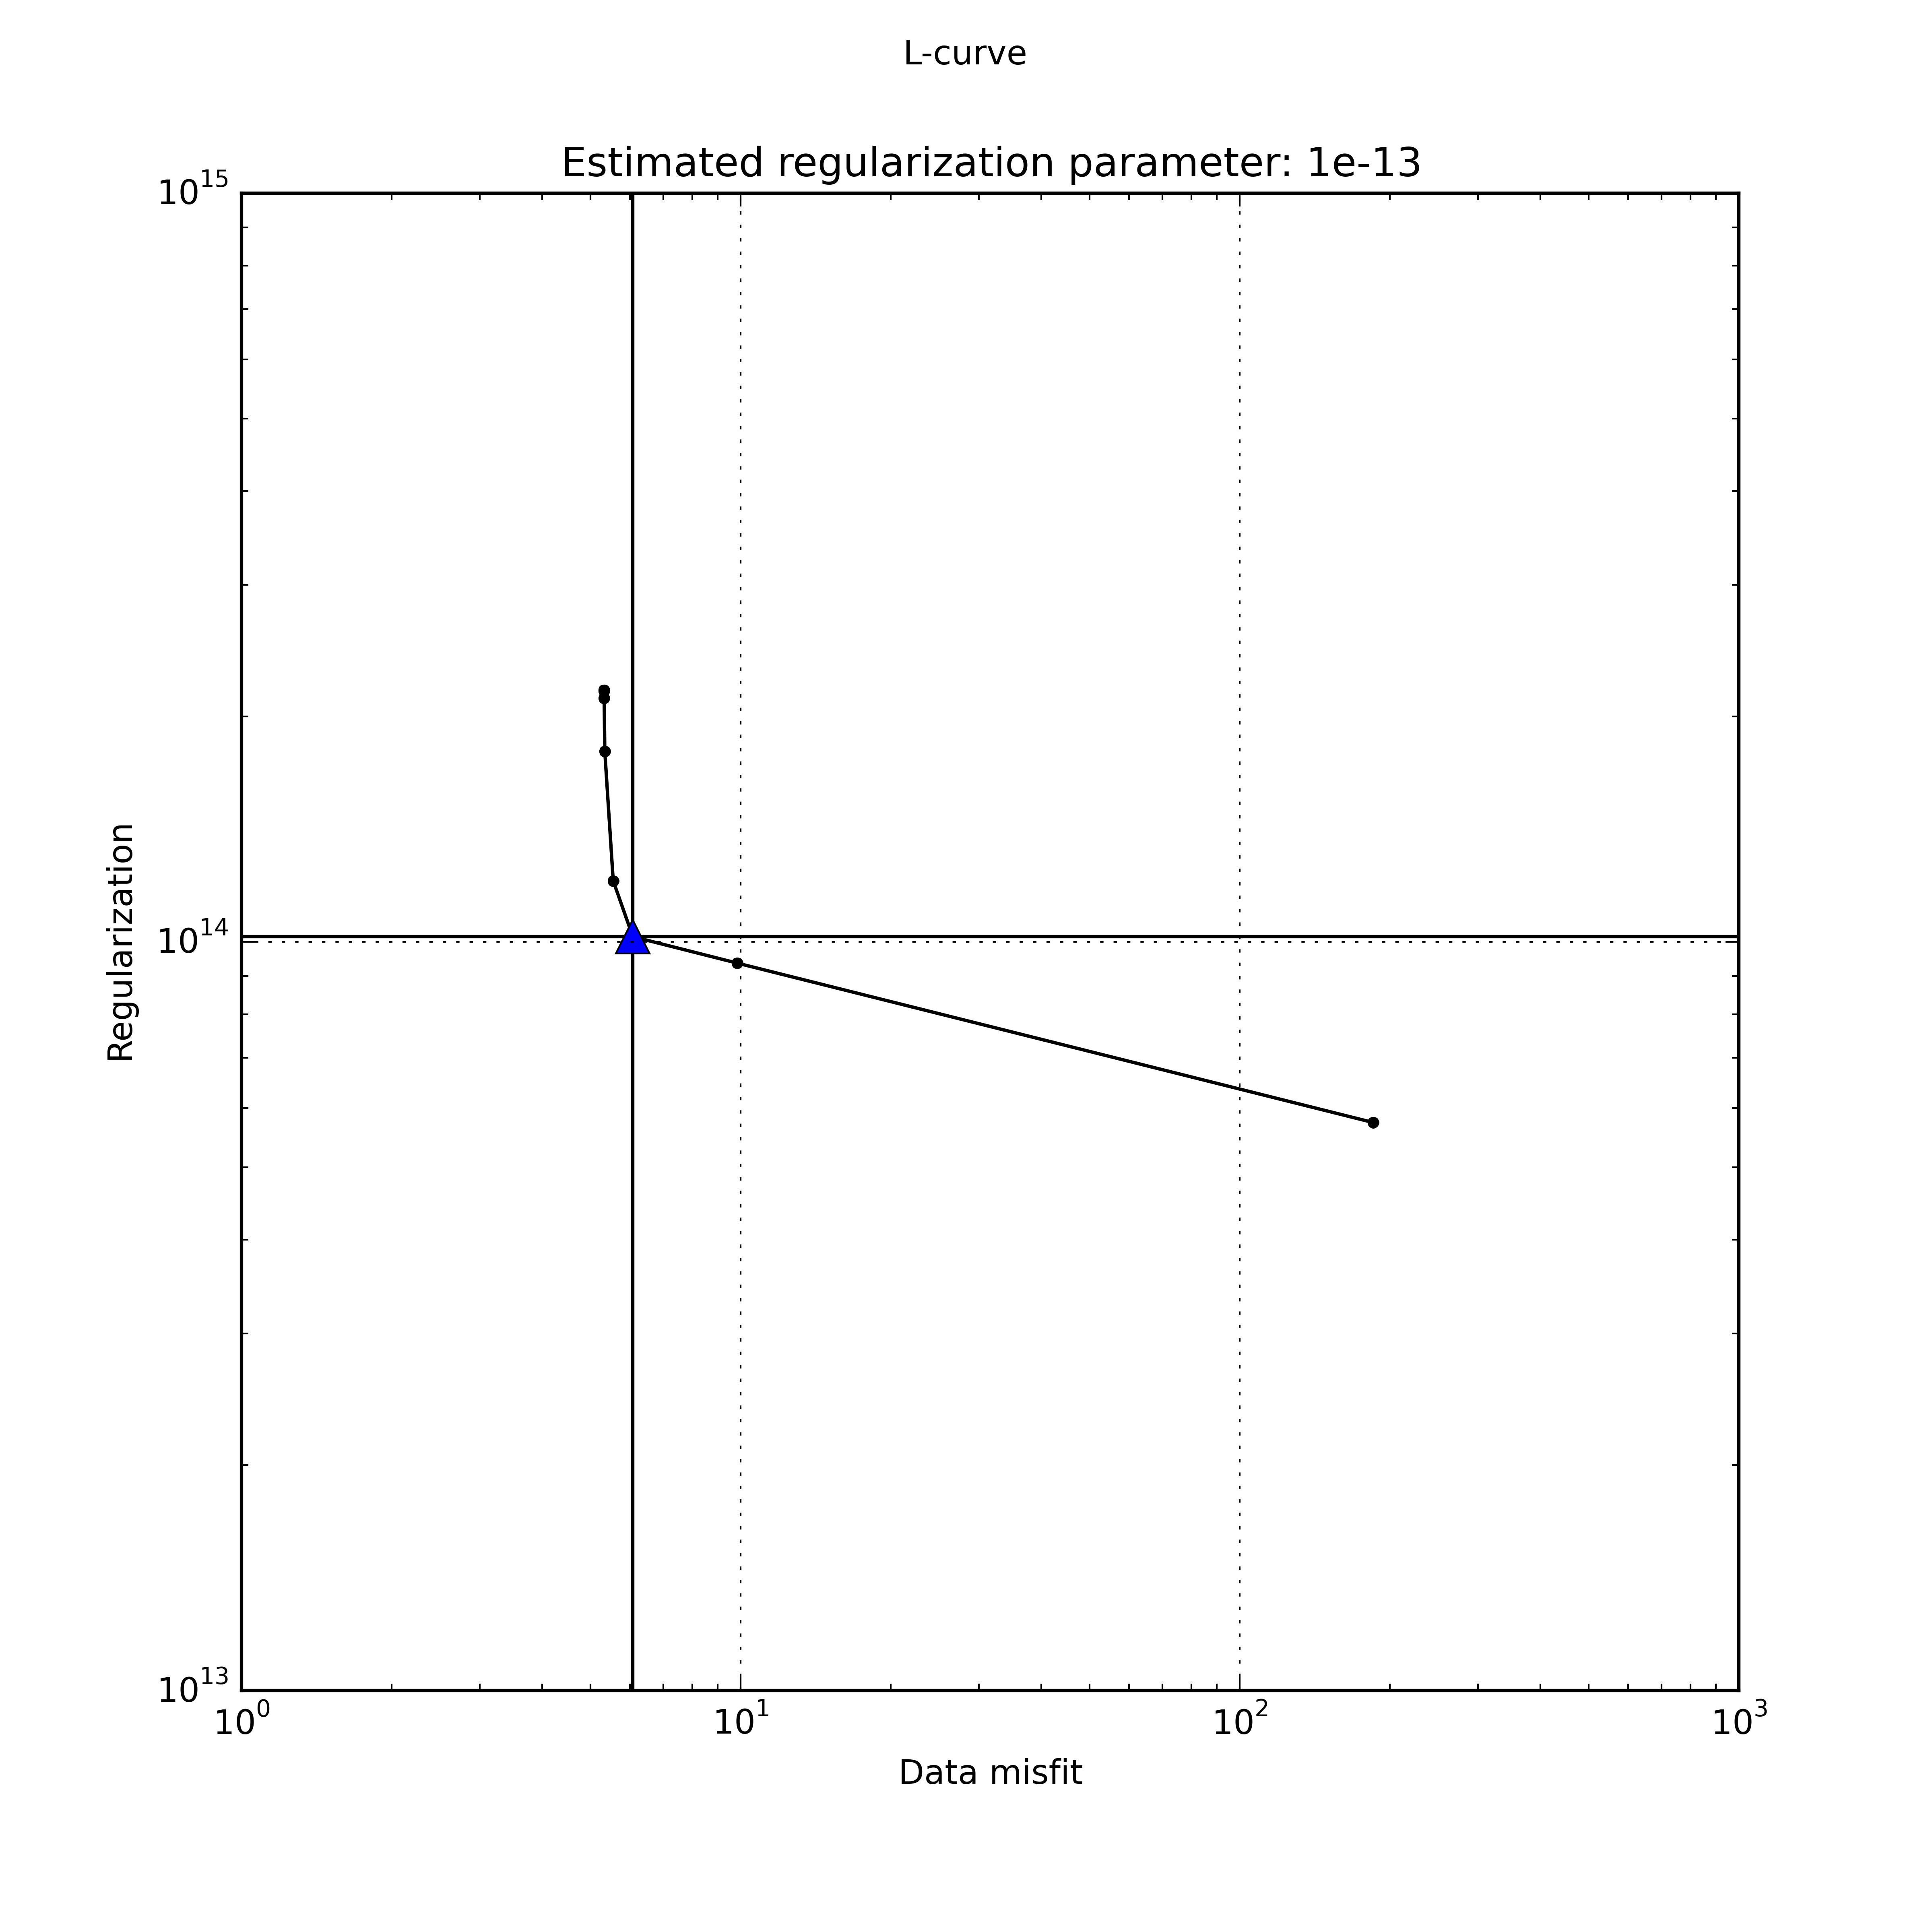 L-curve
Estimated regularization parameter: 1e-13
10^15
10^14
10^13
Regularization
10^0 10^1 10^2 10^3
Data misfit